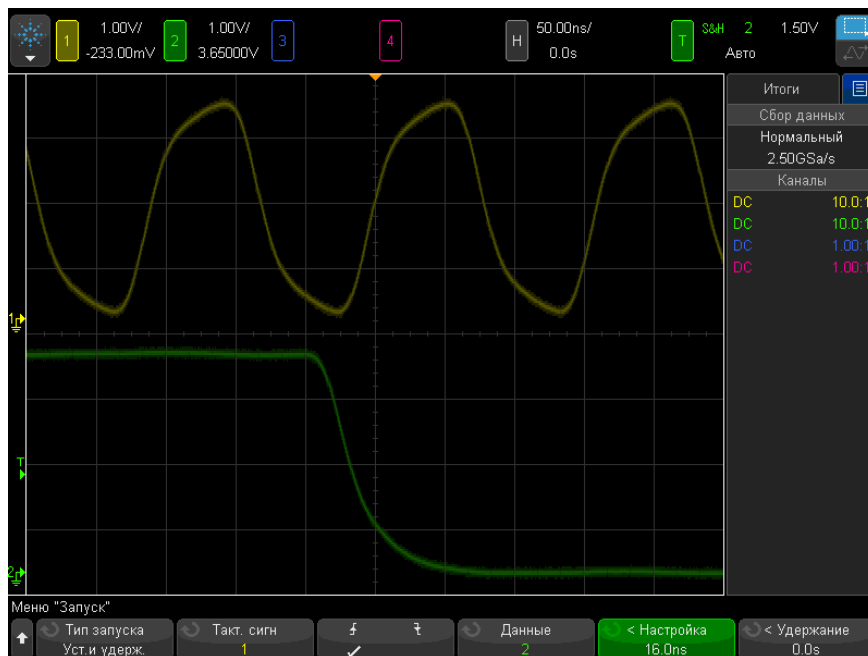 1 1.00V/ 2 1.00V/ 3 4 H 50.00ns/ T S&H 2 1.50V
-233.00mV 3.65000V 0.0s Авто
Итоги
Сбор данных
Нормальный
2.50GSa/s
Каналы
DC 10.0:1
DC 10.0:1
DC 1.00:1
DC 1.00:1
1
T
2
Меню "Запуск"
Тип запуска Такт. сигн Данные < Настройка < Удержание
Уст.и удерж. 1 2 16.0ns 0.0s